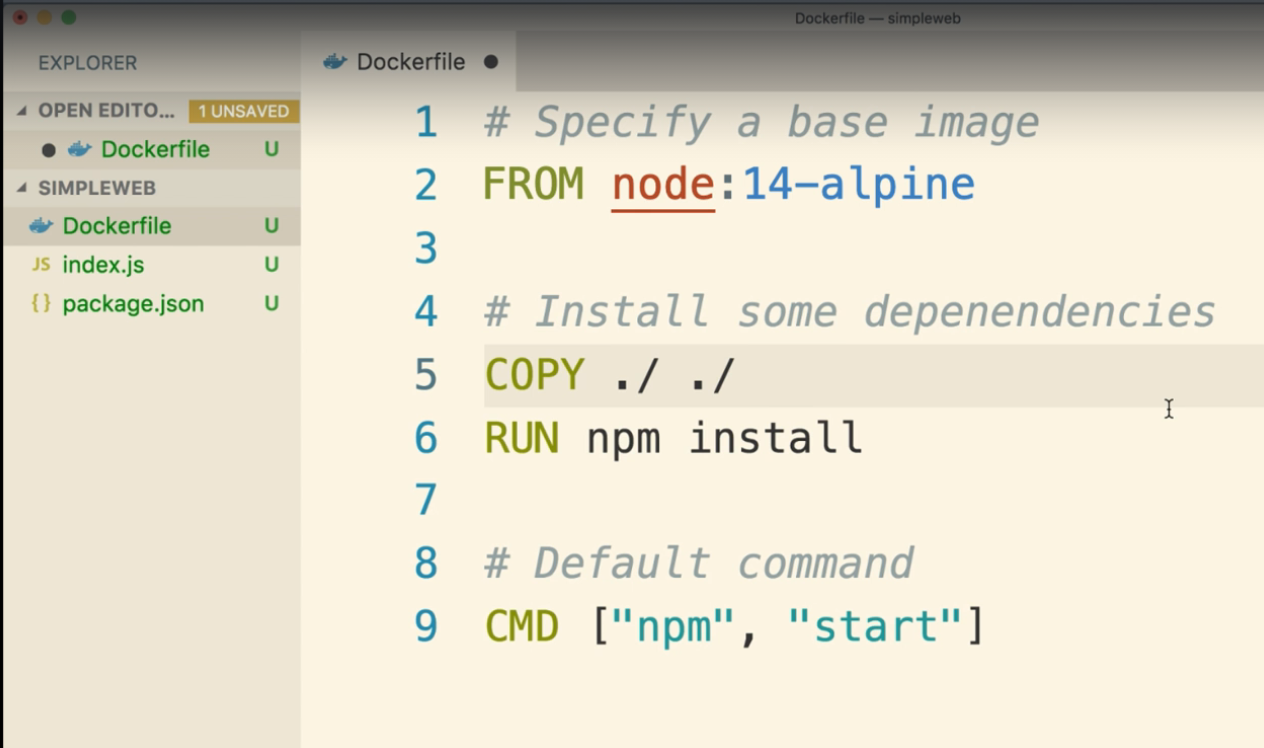 Dockerfile — simpleweb
EXPLORER
OPEN EDITO... 1 UNSAVED
Dockerfile U
SIMPLEWEB
Dockerfile U
JS index.js U
{} package.json U
Dockerfile
1 # Specify a base image
2 FROM node:14-alpine
3
4 # Install some depenendencies
5 COPY ./ ./
6 RUN npm install
7
8 # Default command
9 CMD ["npm", "start"]